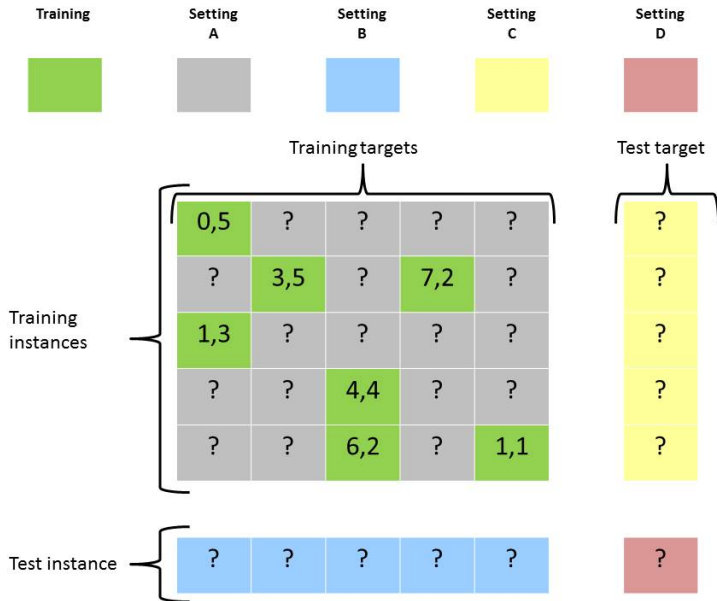 Training Setting A Setting B Setting C Setting D
Training targets Test target
0,5 ? ? ? ? ?
? 3,5 ? 7,2 ? ?
Training instances
1,3 ? ? ? ? ?
? ? 4,4 ? ? ?
? ? 6,2 ? 1,1 ?
Test instance ? ? ? ? ? ?